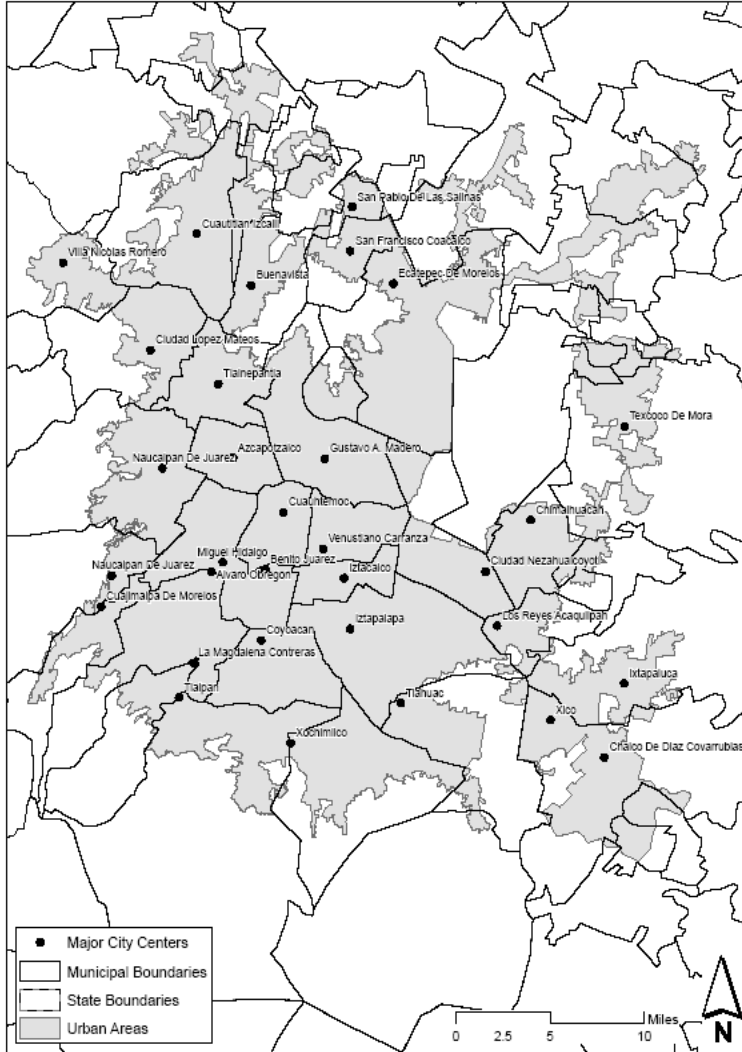 San Pablo De Las Salinas
Cuautitlan Izcalli
San Francisco Coacalco
Villa Nicolas Romero
Buenavista
Ecatepec De Morelos
Ciudad Lopez Mateos
Tlalnepantla
Texcoco De Mora
Naucalpan De Juarez
Azcapotzalco
Gustavo A. Madero
Cuauhtemoc
Chimalhuacan
Venustiano Carranza
Miguel Hidalgo
Benito Juarez
Naucalpan De Juarez
Alvaro Obregon
Iztacalco
Ciudad Nezahualcoyotl
Cuajimalpa De Morelos
Los Reyes Acaquilpan
Iztapalapa
Coyoacan
La Magdalena Contreras
Ixtapaluca
Tlalpan
Tlahuac
Xico
Xochimilco
Chalco De Diaz Covarrubias
Major City Centers
Municipal Boundaries
State Boundaries
Urban Areas
Miles
0 2.5 5 10
N